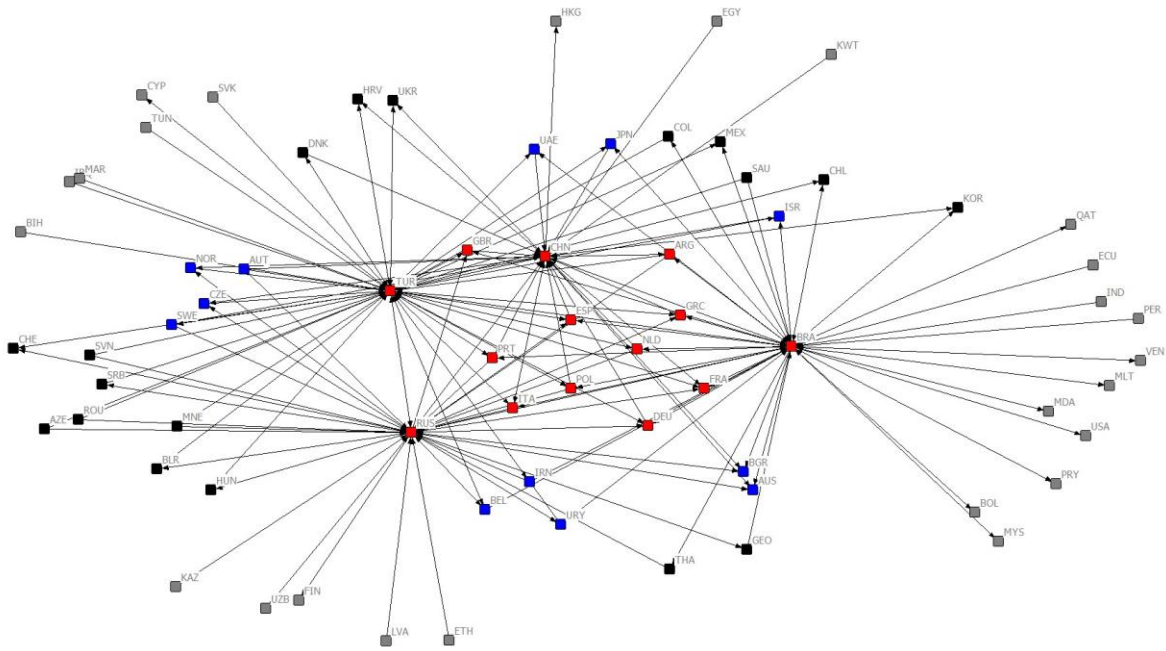 HKG
EGY
KWT
CYP
SVK
HRV
UKR
TUN
DNK
UAE
JPN
COL
MEX
MAR
SAU
CHL
KOR
ISR
QAT
BIH
GBR
CHN
ARG
NOR
AUT
TUR
ECU
CZE
IND
ESP
GRC
PER
SWE
CHE
SVN
PRT
NLD
BRA
VEN
SRB
POL
FRA
MLT
ITA
MDA
AZE
ROU
MNE
RUS
DEU
USA
BLR
HUN
IRN
BGR
AUS
PRY
BEL
URY
BOL
MYS
GEO
THA
KAZ
UZB
FIN
LVA
ETH